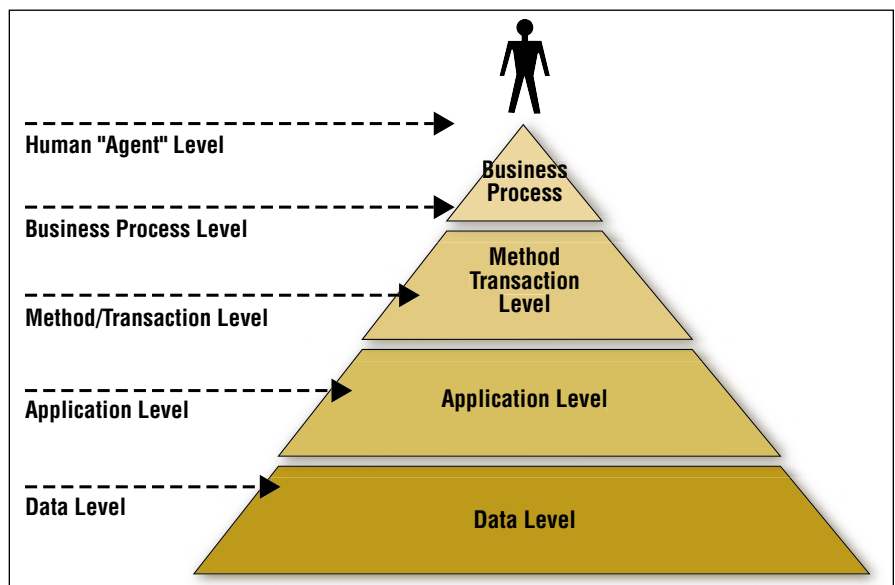 Human "Agent" Level
Business
Process
Business Process Level
Method
Transaction
Level
Method/Transaction Level
Application Level
Application Level
Data Level
Data Level